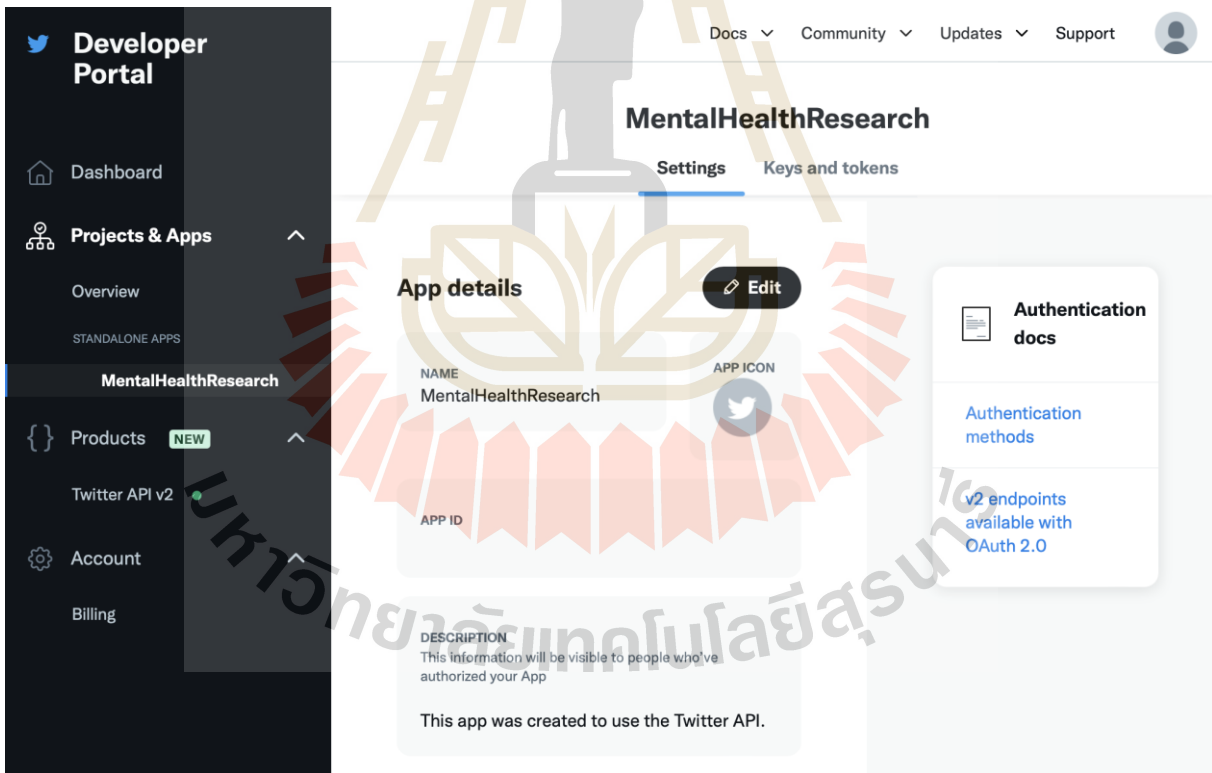 Developer
Portal
Docs
Community
Updates
Support
MentalHealthResearch
Settings
Keys and tokens
Dashboard
Projects & Apps
Overview
STANDALONE APPS
MentalHealthResearch
Products NEW
Twitter API v2
Account
Billing
App details
Edit
NAME
MentalHealthResearch
APP ICON
APP ID
DESCRIPTION
This information will be visible to people who've
authorized your App
This app was created to use the Twitter API.
Authentication
docs
Authentication
methods
v2 endpoints
available with
OAuth 2.0
มหาวิทยาลัยเทคโนโลยีสุรนารี